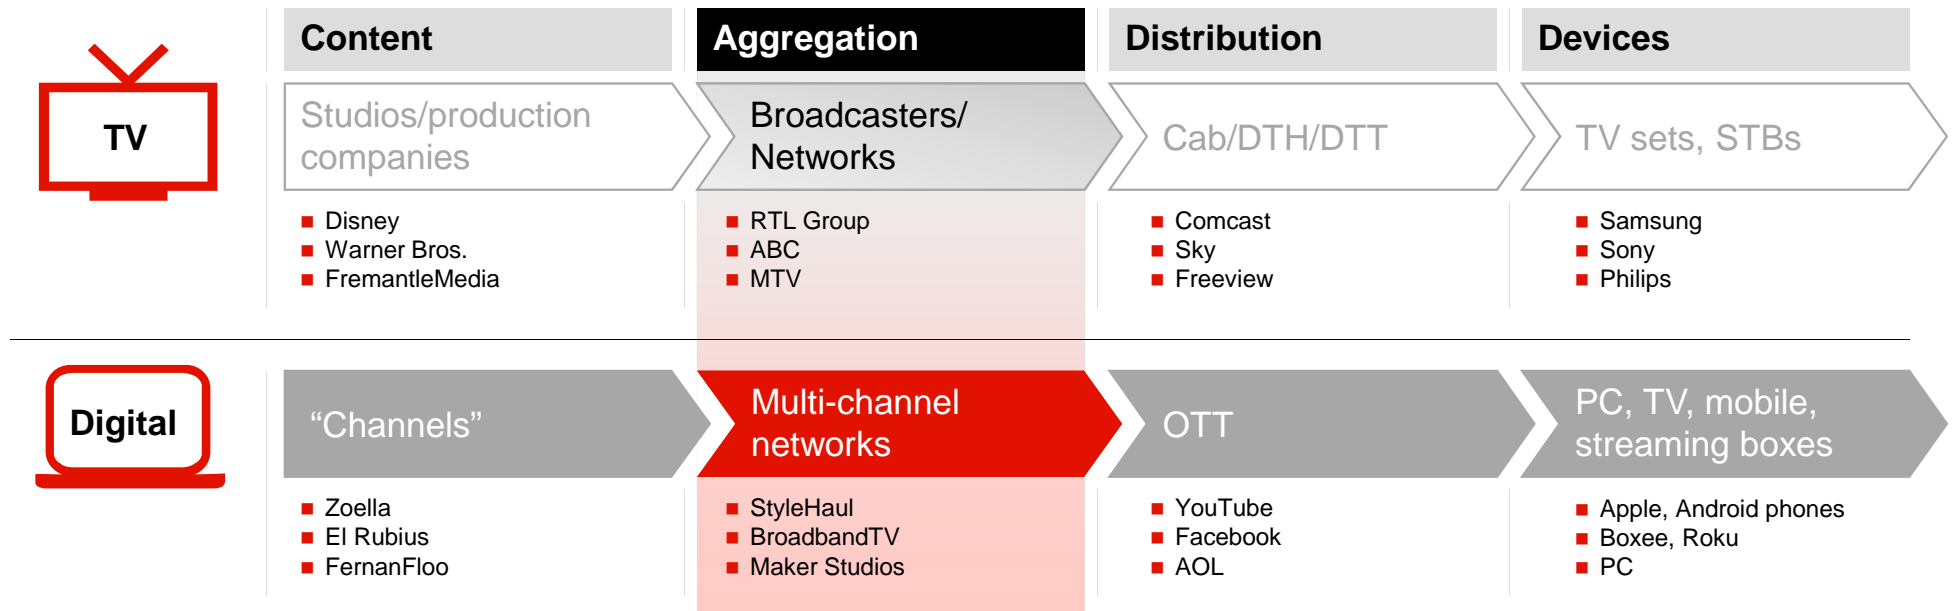 Content
Aggregation
Distribution
Devices
TV
Studios/production
companies
Broadcasters/
Networks
Cab/DTH/DTT
TV sets, STBs
Disney
Warner Bros.
FremantleMedia
RTL Group
ABC
MTV
Comcast
Sky
Freeview
Samsung
Sony
Philips
Digital
“Channels”
Multi-channel
networks
OTT
PC, TV, mobile,
streaming boxes
Zoella
El Rubius
FernanFloo
StyleHaul
BroadbandTV
Maker Studios
YouTube
Facebook
AOL
Apple, Android phones
Boxee, Roku
PC